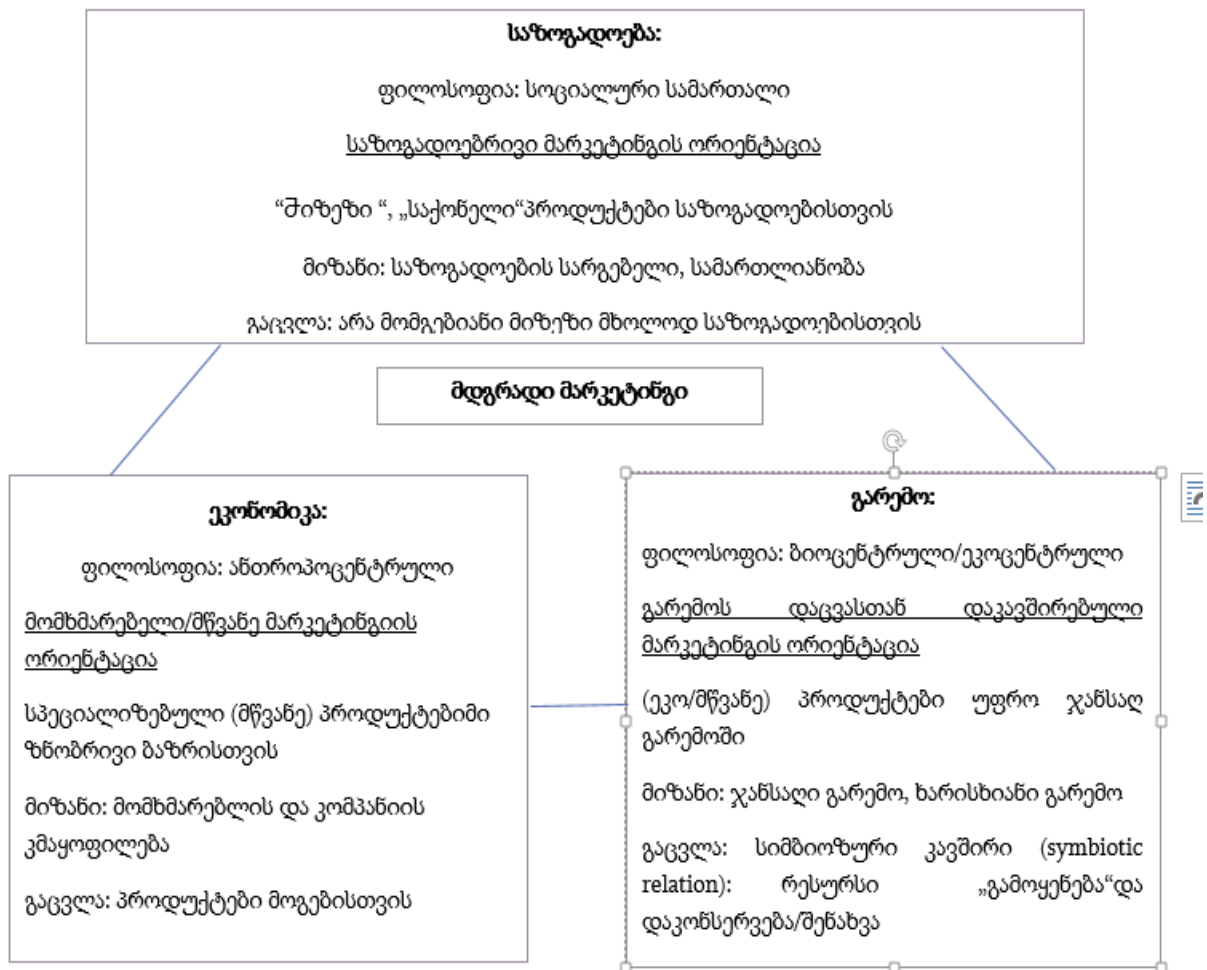 საზოგადოება:
ფილოსოფია: სოციალური სამართალი
საზოგადოებრივი მარკეტინგის ორიენტაცია
“მიზეზი “, „საქონელი“პროდუქტები საზოგადოებისთვის
მიზანი: საზოგადოების სარგებელი, სამართლიანობა
გაცვლა: არა მომგებიანი მიზეზი მხოლოდ საზოგადოებისთვის
მდგრადი მარკეტინგი
ეკონომიკა:
ფილოსოფია: ანთროპოცენტრული
მომხმარებელი/მწვანე მარკეტინგიის
ორიენტაცია
სპეციალიზებული (მწვანე) პროდუქტებიმი
ზნობრივი ბაზრისთვის
მიზანი: მომხმარებლის და კომპანიის
კმაყოფილება
გაცვლა: პროდუქტები მოგებისთვის
გარემო:
ფილოსოფია: ბიოცენტრული/ეკოცენტრული
გარემოს დაცვასთან დაკავშირებული
მარკეტინგის ორიენტაცია
(ეკო/მწვანე) პროდუქტები უფრო ჯანსაღ
გარემოში
მიზანი: ჯანსაღი გარემო, ხარისხიანი გარემო
გაცვლა: სიმბიოზური კავშირი (symbiotic
relation): რესურსი „გამოყენება“და
დაკონსერვება/შენახვა